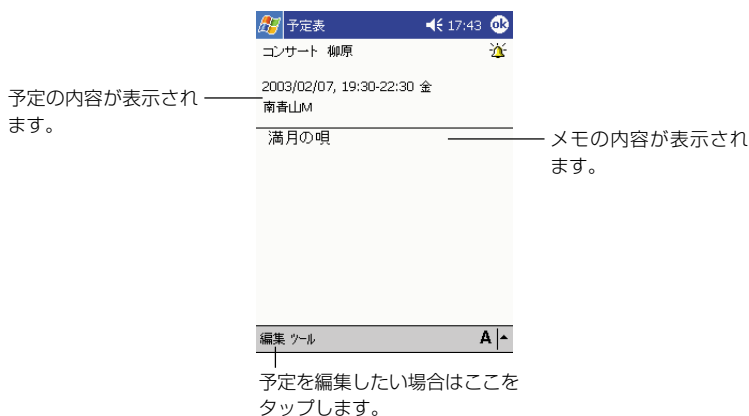 予定表 17:43 ok
コンサート 柳原
2003/02/07, 19:30-22:30 金
南青山M
満月の唄
編集 ツール A
予定の内容が表示され
ます。
メモの内容が表示され
ます。
予定を編集したい場合はここを
タップします。